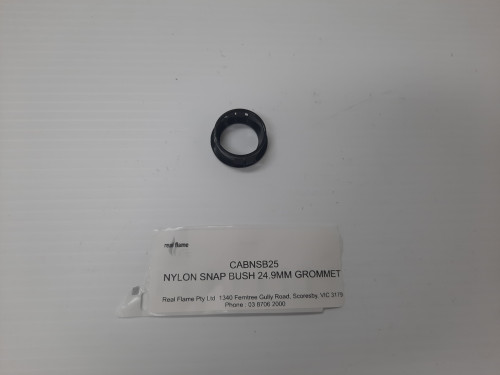 real flame
CABNSB25
NYLON SNAP BUSH 24.9MM GROMMET
Real Flame Pty Ltd 1340 Ferntree Gully Road, Scoresby, VIC 3179
Phone : 03 8706 2000